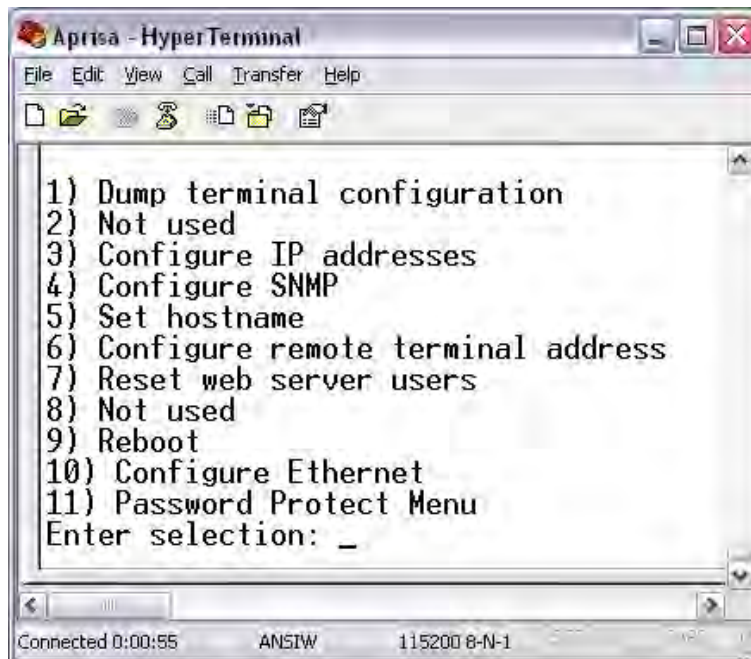 Aprisa - HyperTerminal
File Edit View Call Transfer Help
1) Dump terminal configuration
2) Not used
3) Configure IP addresses
4) Configure SNMP
5) Set hostname
6) Configure remote terminal address
7) Reset web server users
8) Not used
9) Reboot
10) Configure Ethernet
11) Password Protect Menu
Enter selection: _
Connected 0:00:55 ANSIW 115200 8-N-1